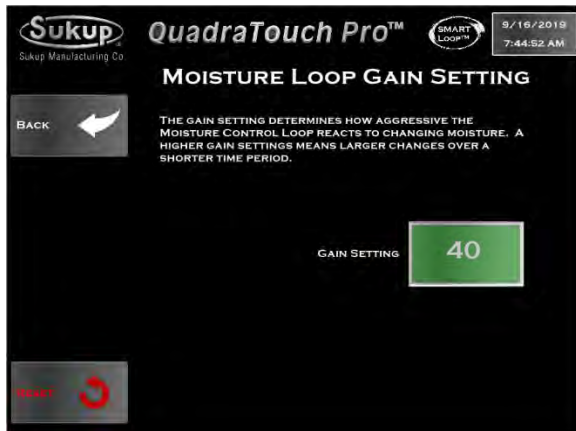 Sukup
Sukup Manufacturing Co
QuadraTouch Pro™
SMART LOOP™
9/16/2019
7:44:52 AM
MOISTURE LOOP GAIN SETTING
BACK
THE GAIN SETTING DETERMINES HOW AGGRESSIVE THE
MOISTURE CONTROL LOOP REACTS TO CHANGING MOISTURE. A
HIGHER GAIN SETTINGS MEANS LARGER CHANGES OVER A
SHORTER TIME PERIOD.
GAIN SETTING
40
RESET